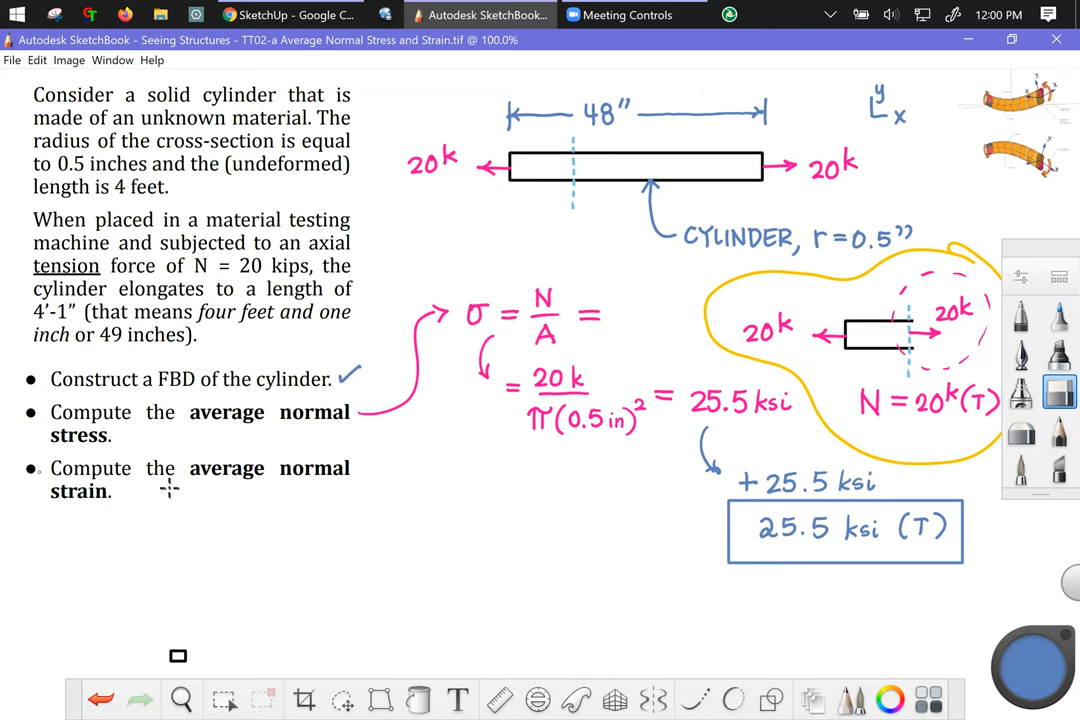 SketchUp - Google C...
Autodesk SketchBook...
Meeting Controls
12:00 PM
Autodesk SketchBook - Seeing Structures - TT02-a Average Normal Stress and Strain.tif @ 100.0%
File Edit Image Window Help
Consider a solid cylinder that is
made of an unknown material. The
radius of the cross-section is equal
to 0.5 inches and the (undeformed)
length is 4 feet.
When placed in a material testing
machine and subjected to an axial
tension force of N = 20 kips, the
cylinder elongates to a length of
4'-1" (that means four feet and one
inch or 49 inches).
● Construct a FBD of the cylinder. ✓
● Compute the average normal
stress.
● Compute the average normal
strain.
48"
y
x
20k
20k
CYLINDER, r = 0.5"
σ = N/A =
= 20 k / π(0.5 in)² = 25.5 ksi
20k
20k
N = 20k (T)
+ 25.5 ksi
25.5 ksi (T)